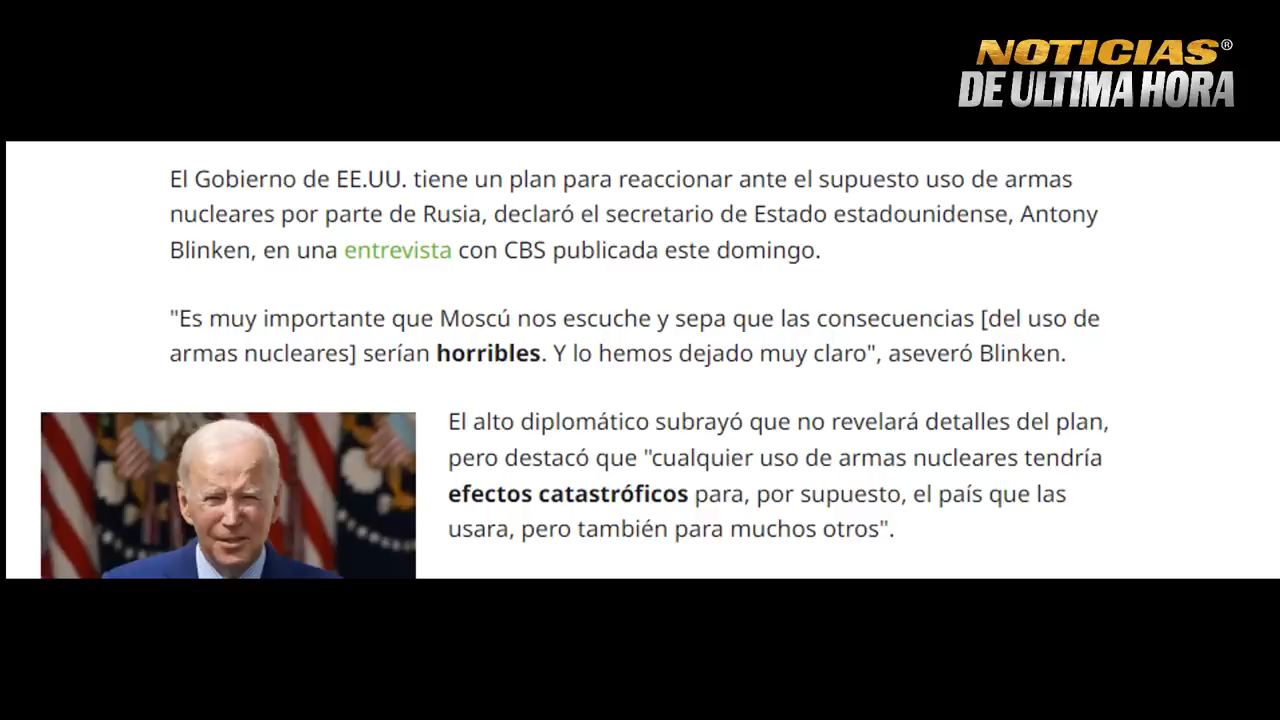 NOTICIAS®
DE ULTIMA HORA
El Gobierno de EE.UU. tiene un plan para reaccionar ante el supuesto uso de armas
nucleares por parte de Rusia, declaró el secretario de Estado estadounidense, Antony
Blinken, en una entrevista con CBS publicada este domingo.
"Es muy importante que Moscú nos escuche y sepa que las consecuencias [del uso de
armas nucleares] serían horribles. Y lo hemos dejado muy claro", aseveró Blinken.
El alto diplomático subrayó que no revelará detalles del plan,
pero destacó que "cualquier uso de armas nucleares tendría
efectos catastróficos para, por supuesto, el país que las
usara, pero también para muchos otros".